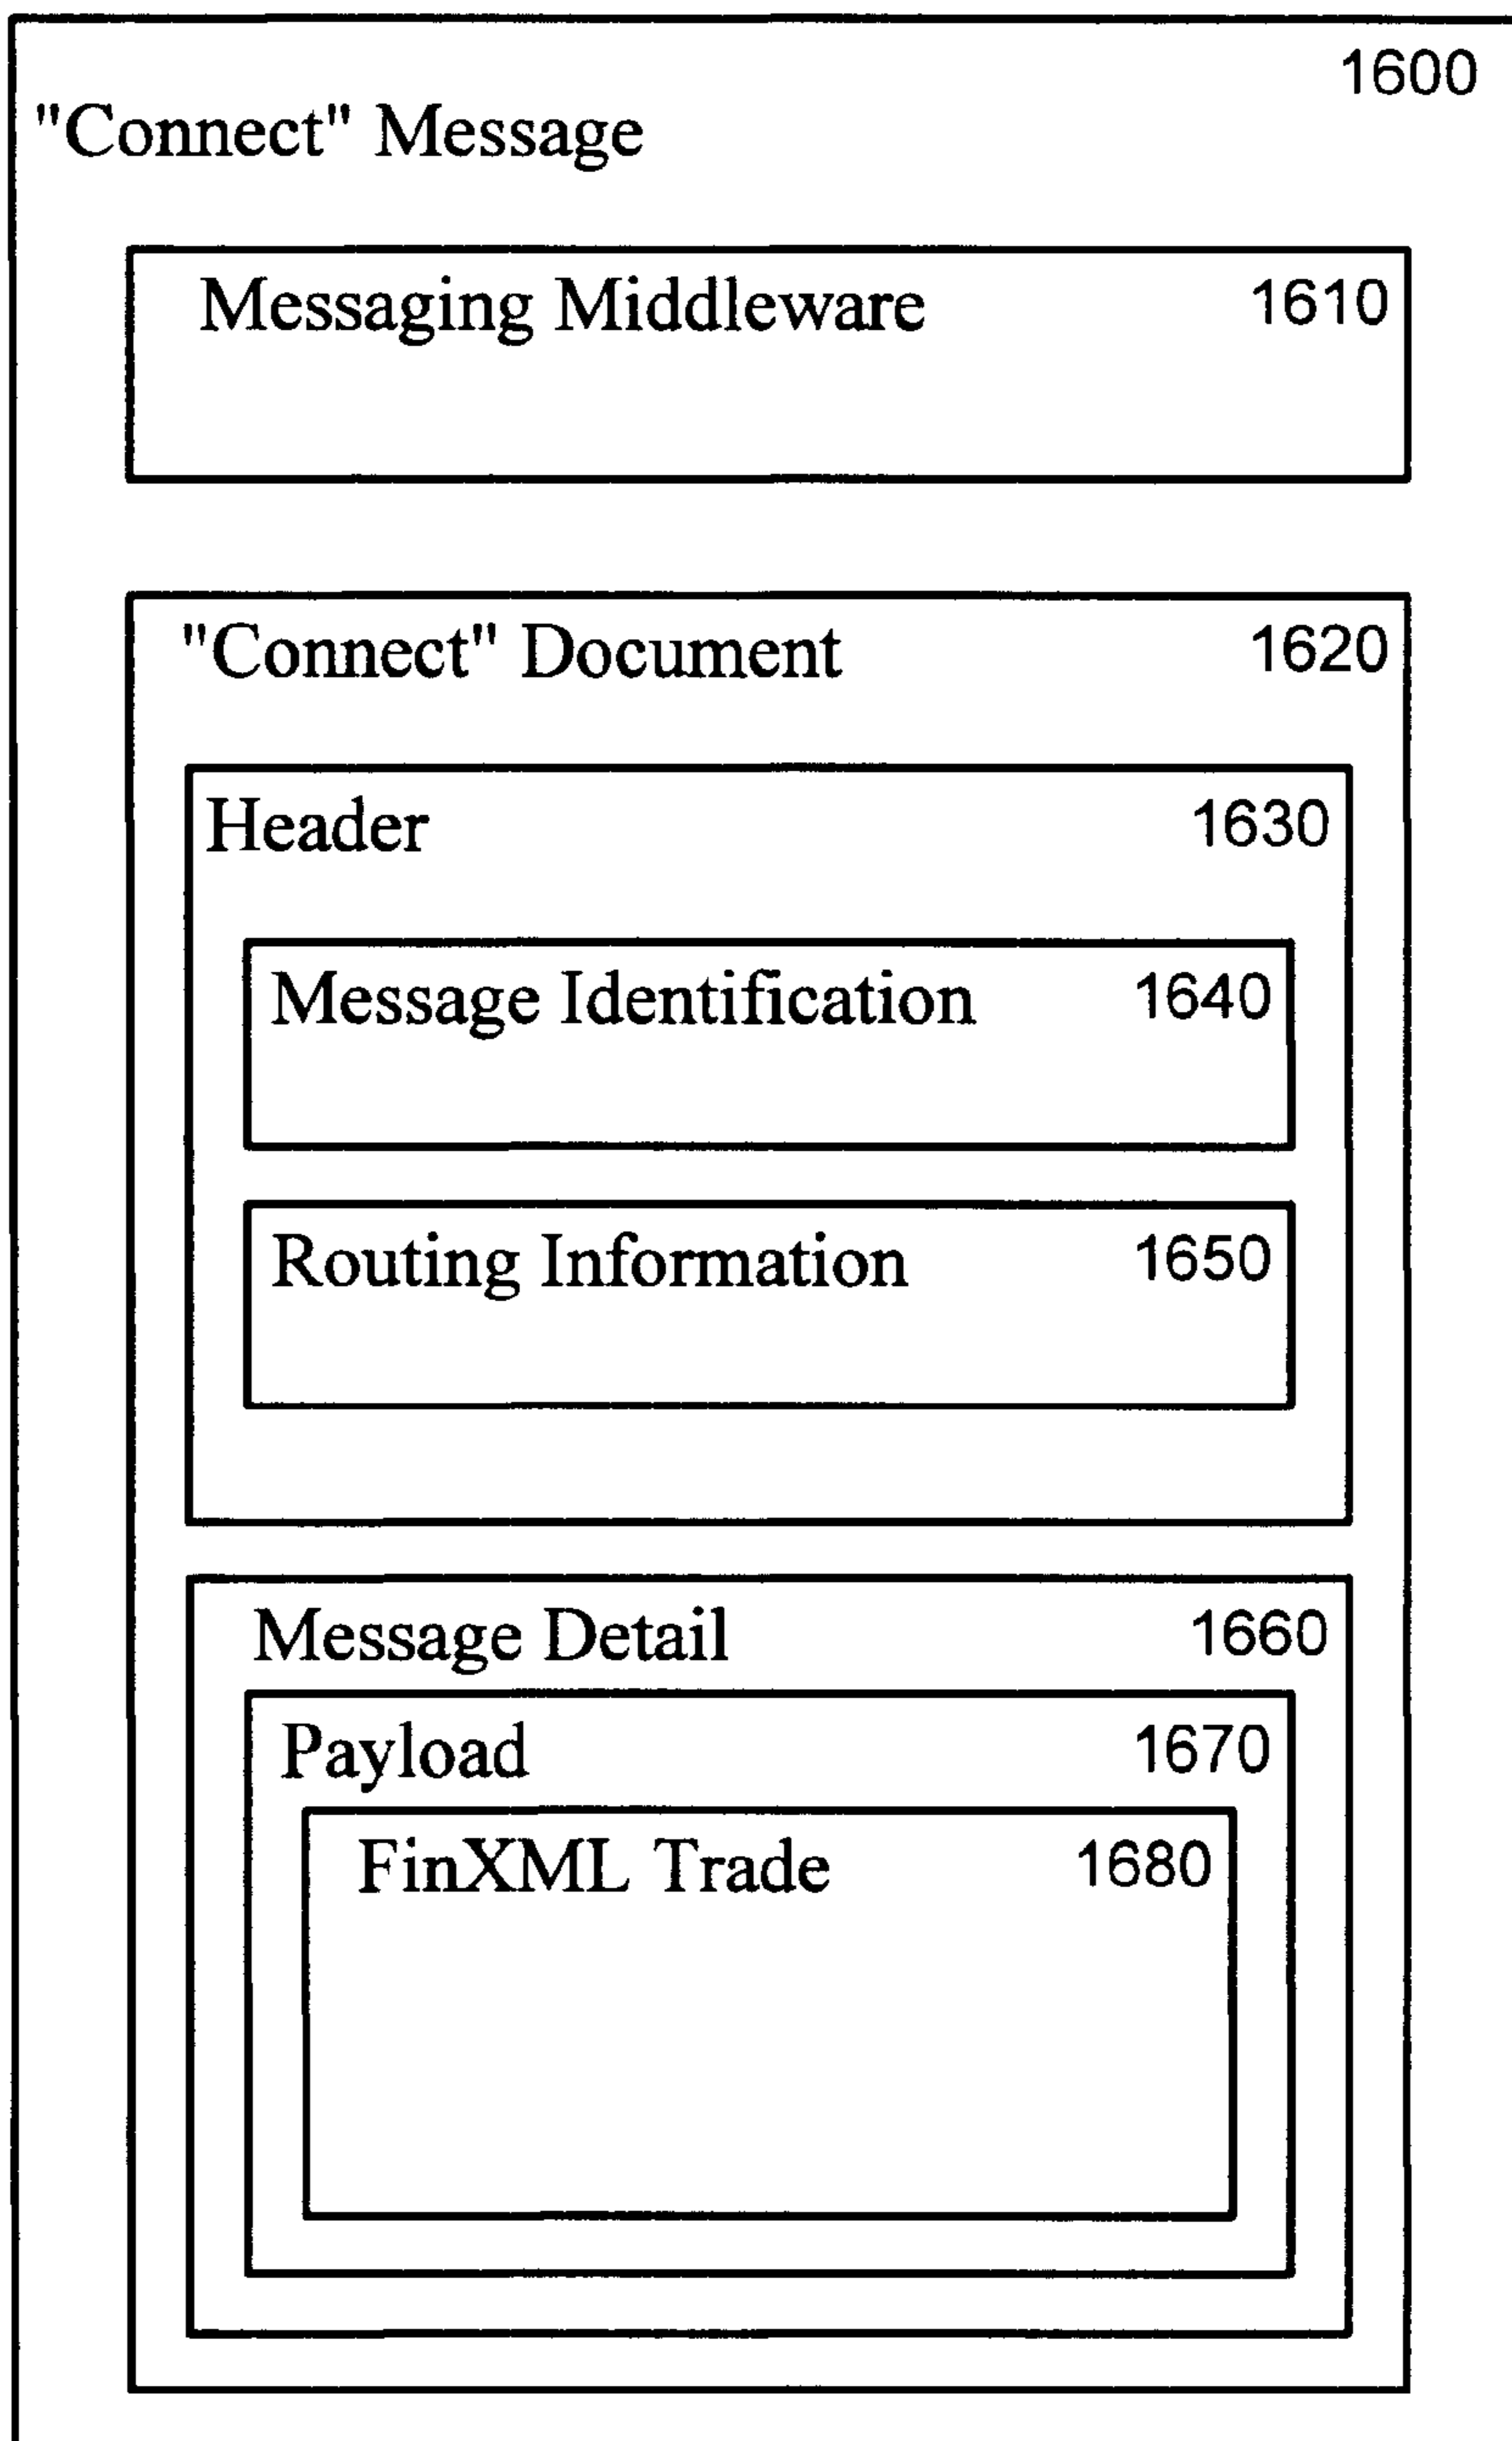 1600
"Connect" Message
Messaging Middleware 1610
"Connect" Document 1620
Header 1630
Message Identification 1640
Routing Information 1650
Message Detail 1660
Payload 1670
FinXML Trade 1680